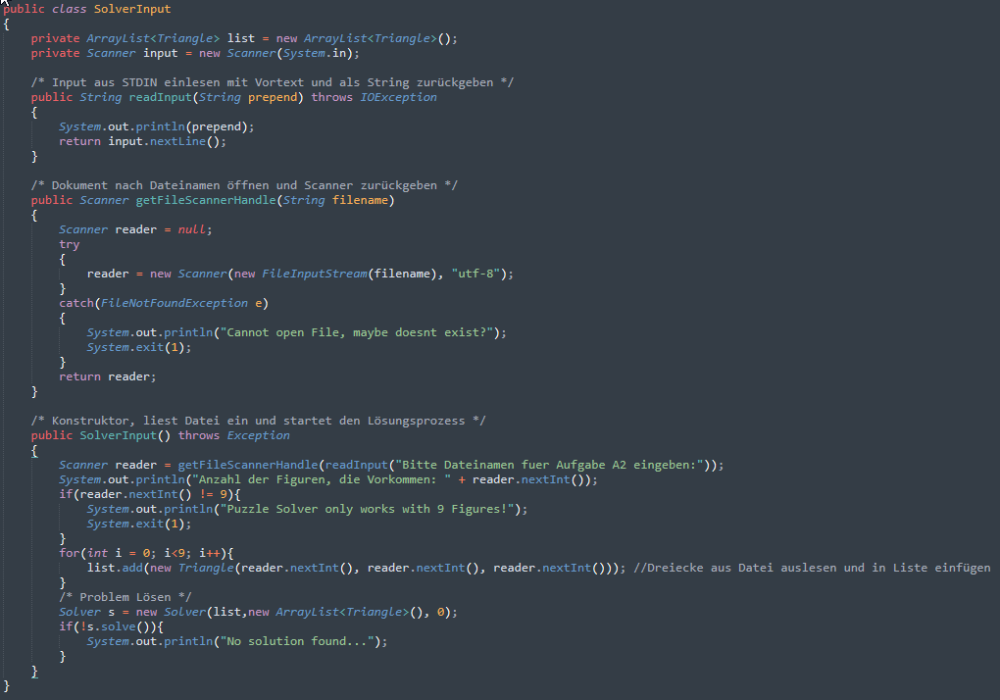 public class SolverInput
{
    private ArrayList<Triangle> list = new ArrayList<Triangle>();
    private Scanner input = new Scanner(System.in);

    /* Input aus STDIN einlesen mit Vortext und als String zurückgeben */
    public String readInput(String prepend) throws IOException
    {
        System.out.println(prepend);
        return input.nextLine();
    }

    /* Dokument nach Dateinamen öffnen und Scanner zurückgeben */
    public Scanner getFileScannerHandle(String filename)
    {
        Scanner reader = null;
        try
        {
            reader = new Scanner(new FileInputStream(filename), "utf-8");
        }
        catch(FileNotFoundException e)
        {
            System.out.println("Cannot open File, maybe doesnt exist?");
            System.exit(1);
        }
        return reader;
    }

    /* Konstruktor, liest Datei ein und startet den Lösungsprozess */
    public SolverInput() throws Exception
    {
        Scanner reader = getFileScannerHandle(readInput("Bitte Dateinamen fuer Aufgabe A2 eingeben:"));
        System.out.println("Anzahl der Figuren, die Vorkommen: " + reader.nextInt());
        if(reader.nextInt() != 9){
            System.out.println("Puzzle Solver only works with 9 Figures!");
            System.exit(1);
        }
        for(int i = 0; i<9; i++){
            list.add(new Triangle(reader.nextInt(), reader.nextInt(), reader.nextInt())); //Dreiecke aus Datei auslesen und in Liste einfügen
        }
        /* Problem Lösen */
        Solver s = new Solver(list,new ArrayList<Triangle>(), 0);
        if(!s.solve()){
            System.out.println("No solution found...");
        }
    }
}